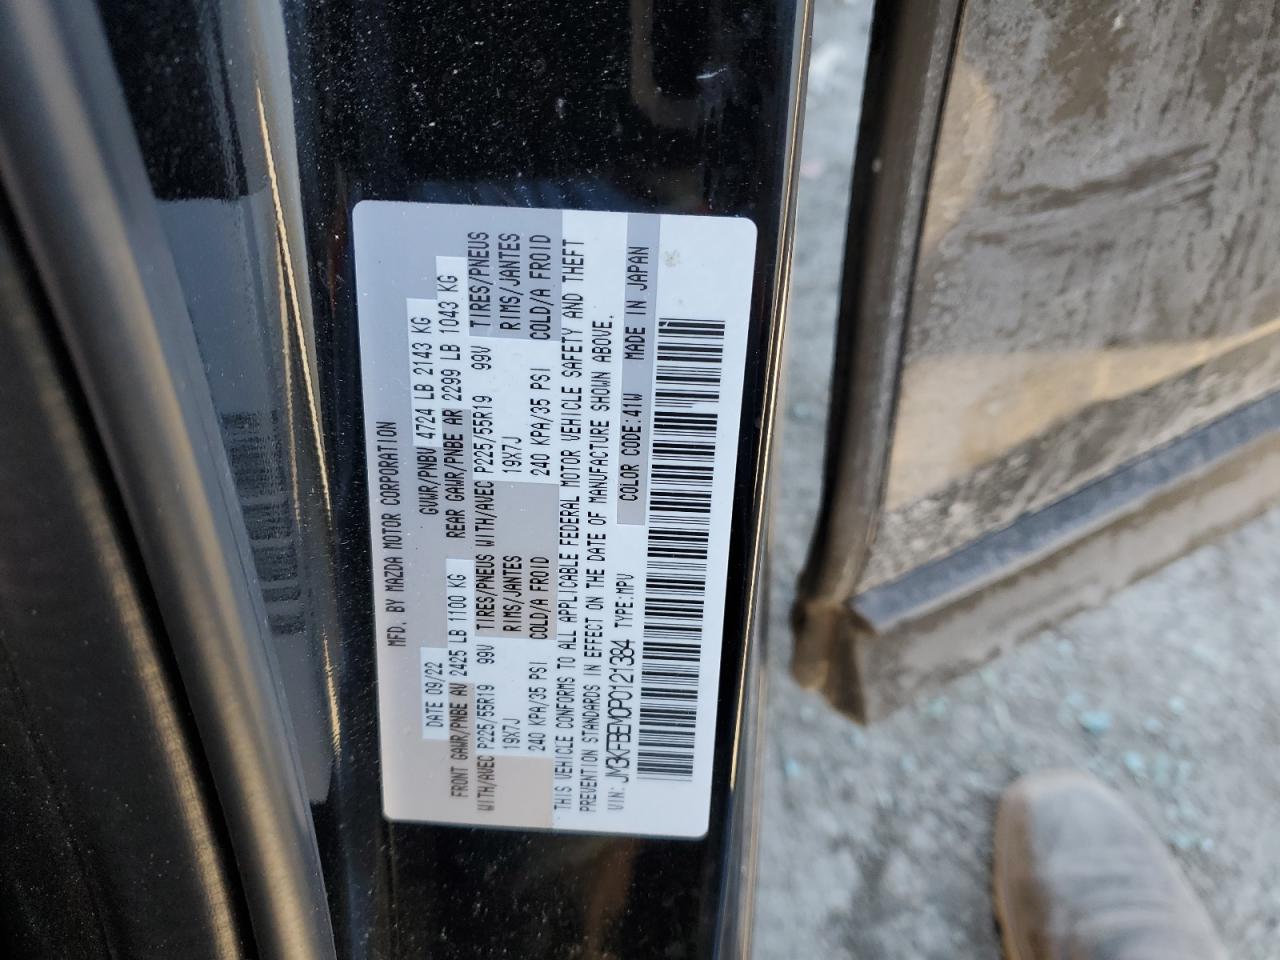 MFD. BY MAZDA MOTOR CORPORATION
DATE 09/22 GVWR/PNBV 4724 LB 2143 KG
FRONT GAWR/PNBE AV 2425 LB 1100 KG REAR GAWR/PNBE AR 2299 LB 1043 KG
WITH/AVEC P225/55R19 99V TIRES/PNEUS WITH/AVEC P225/55R19 99V TIRES/PNEUS
19X7J RIMS/JANTES 19X7J RIMS/JANTES
240 KPA/35 PSI COLD/A FROID 240 KPA/35 PSI COLD/A FROID
THIS VEHICLE CONFORMS TO ALL APPLICABLE FEDERAL MOTOR VEHICLE SAFETY AND THEFT
PREVENTION STANDARDS IN EFFECT ON THE DATE OF MANUFACTURE SHOWN ABOVE.
VIN: JM3KFBEM0P0121384 TYPE:MPV COLOR CODE:41W MADE IN JAPAN